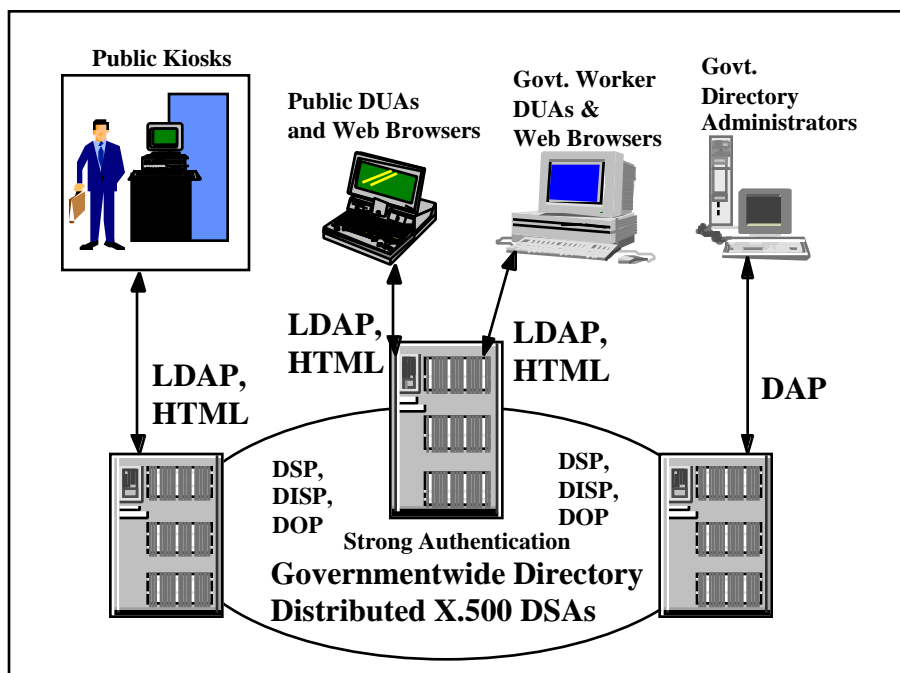 Public Kiosks
Public DUAs
and Web Browsers
Govt. Worker
DUAs &
Web Browsers
Govt.
Directory
Administrators
LDAP,
HTML
LDAP,
HTML
LDAP,
HTML
DAP
DSP,
DISP,
DOP
DSP,
DISP,
DOP
Strong Authentication
Governmentwide Directory
Distributed X.500 DSAs